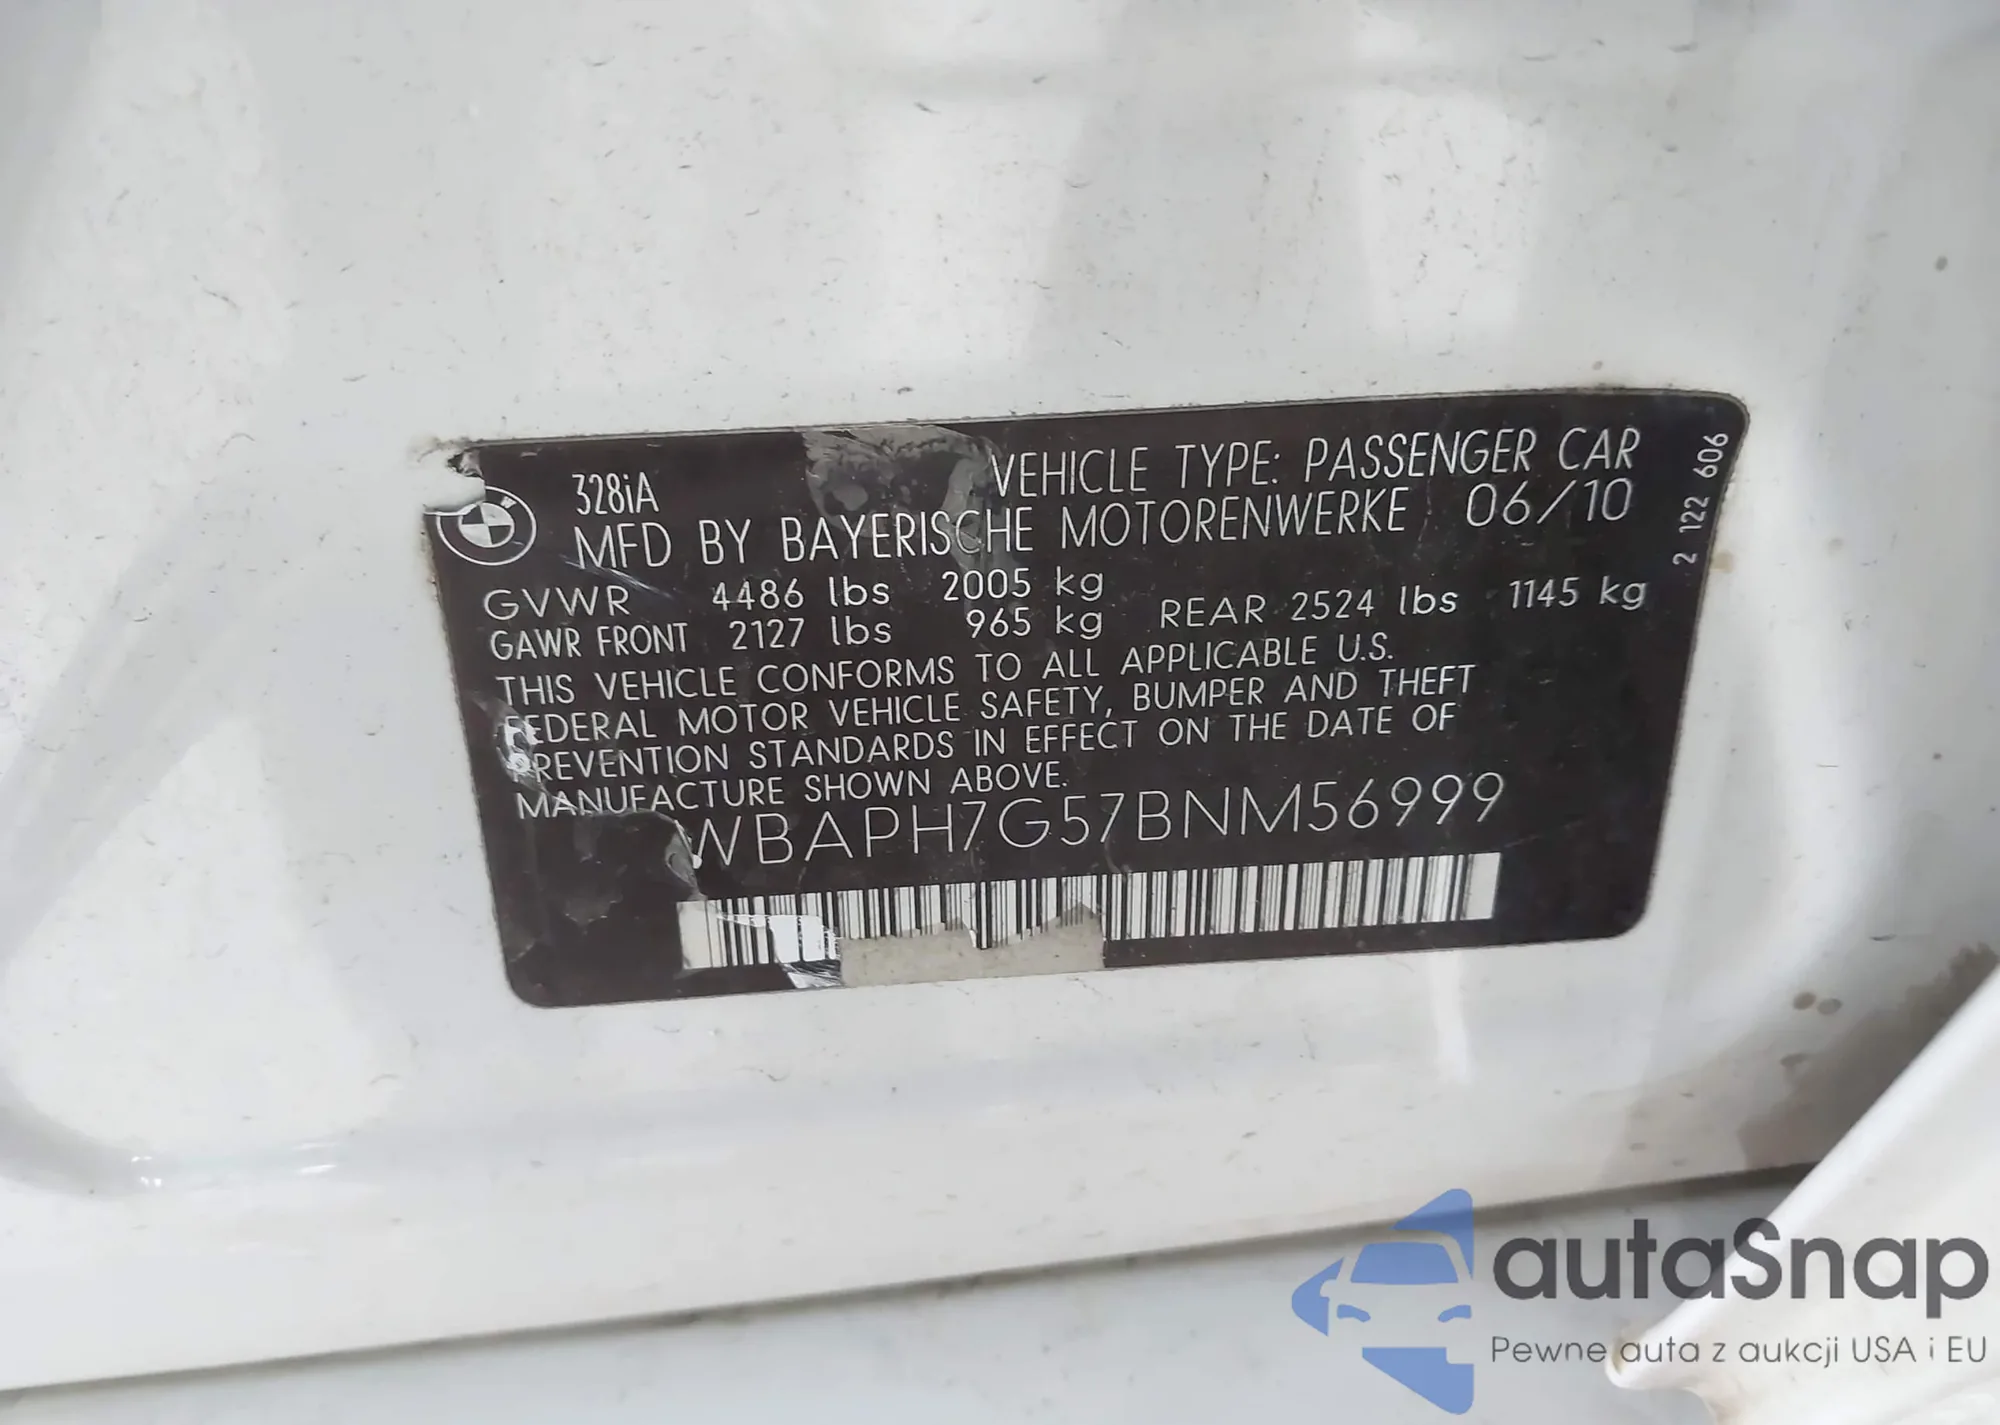 328iA
VEHICLE TYPE: PASSENGER CAR
MFD BY BAYERISCHE MOTORENWERKE 06/10
GVWR 4486 lbs 2005 kg
GAWR FRONT 2127 lbs 965 kg REAR 2524 lbs 1145 kg
THIS VEHICLE CONFORMS TO ALL APPLICABLE U.S.
FEDERAL MOTOR VEHICLE SAFETY, BUMPER AND THEFT
PREVENTION STANDARDS IN EFFECT ON THE DATE OF
MANUFACTURE SHOWN ABOVE.
WBAPH7G57BNM56999
2 122 606
autaSnap
Pewne auta z aukcji USA i EU